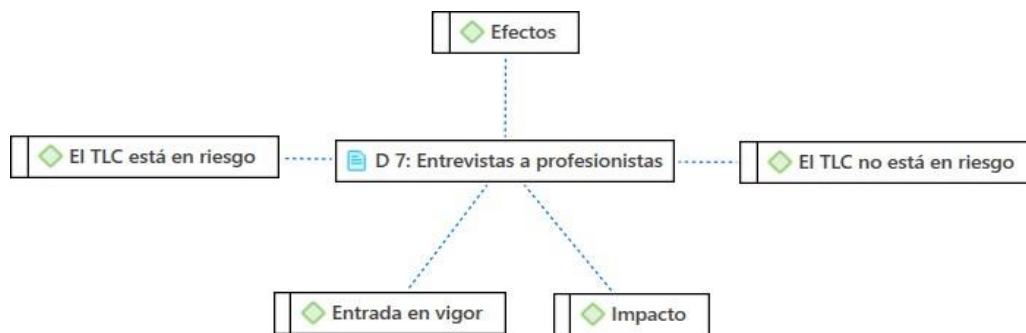 Efectos
El TLC está en riesgo
D 7: Entrevistas a profesionistas
El TLC no está en riesgo
Entrada en vigor
Impacto